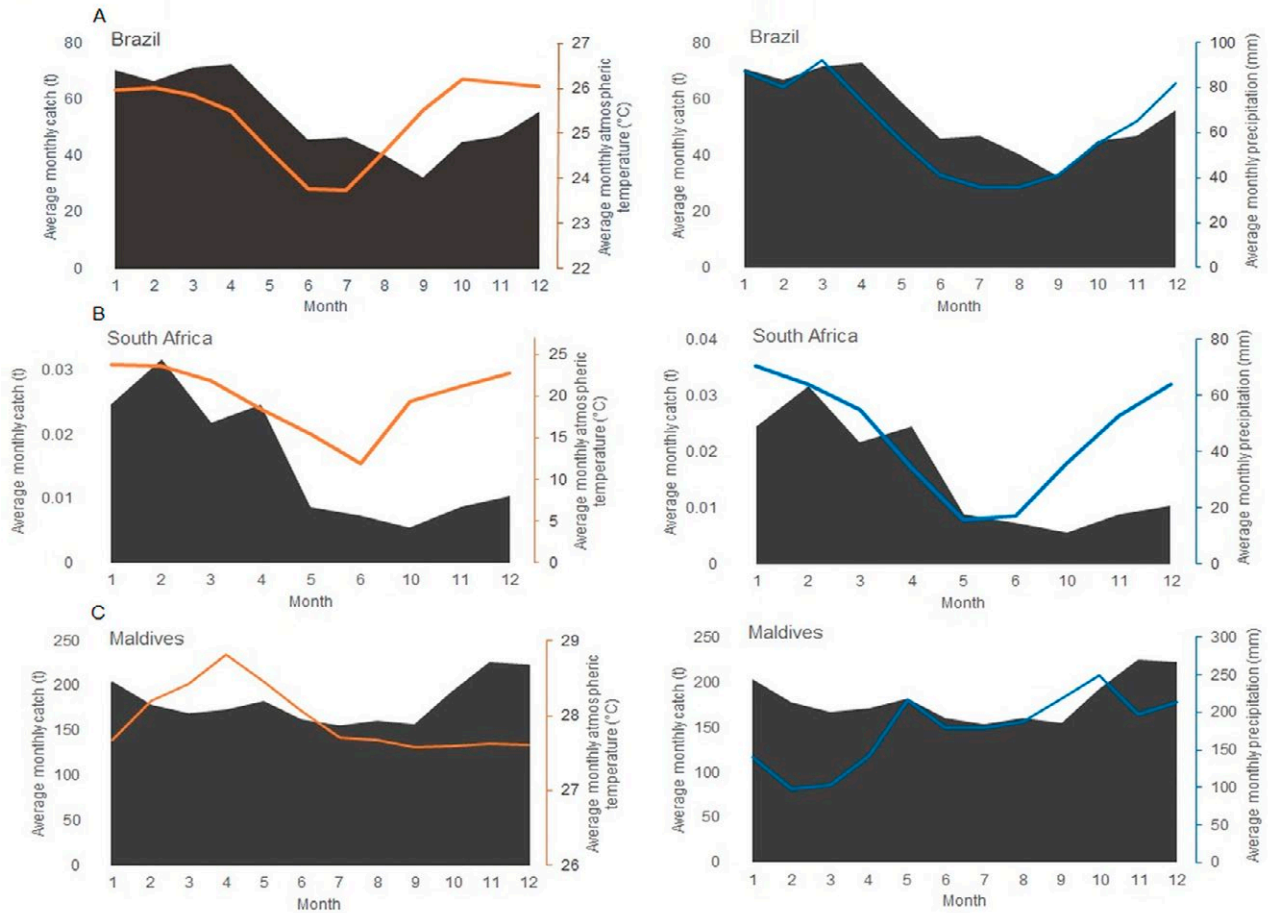 A
Brazil
80
60
40
20
0
Average monthly catch (t)
27
26
25
24
23
22
Average monthly atmospheric
temperature (°C)
1 2 3 4 5 6 7 8 9 10 11 12
Month
Brazil
80
60
40
20
0
Average monthly catch (t)
100
80
60
40
20
0
Average monthly precipitation (mm)
1 2 3 4 5 6 7 8 9 10 11 12
Month
B
South Africa
0.03
0.02
0.01
0
Average monthly catch (t)
25
20
15
10
5
0
Average monthly atmospheric
temperature (°C)
1 2 3 4 5 6 10 11 12
Month
South Africa
0.04
0.03
0.02
0.01
0
Average monthly catch (t)
80
60
40
20
0
Average monthly precipitation (mm)
1 2 3 4 5 6 10 11 12
Month
C
Maldives
250
200
150
100
50
0
Average monthly catch (t)
29
28
27
26
Average monthly atmospheric
temperature (°C)
1 2 3 4 5 6 7 8 9 10 11 12
Month
Maldives
250
200
150
100
50
0
Average monthly catch (t)
300
250
200
150
100
50
0
Average monthly precipitation (mm)
1 2 3 4 5 6 7 8 9 10 11 12
Month